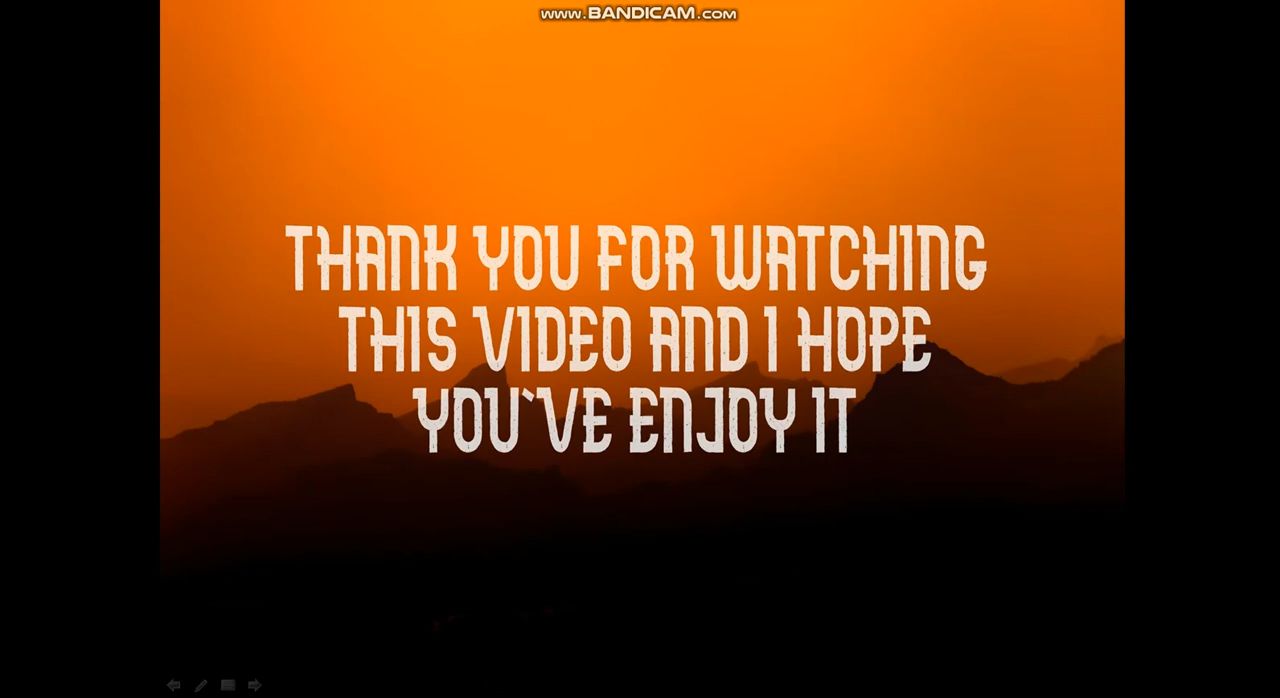 www.BANDICAM.com
THANK YOU FOR WATCHING
THIS VIDEO AND I HOPE
YOU`VE ENJOY IT